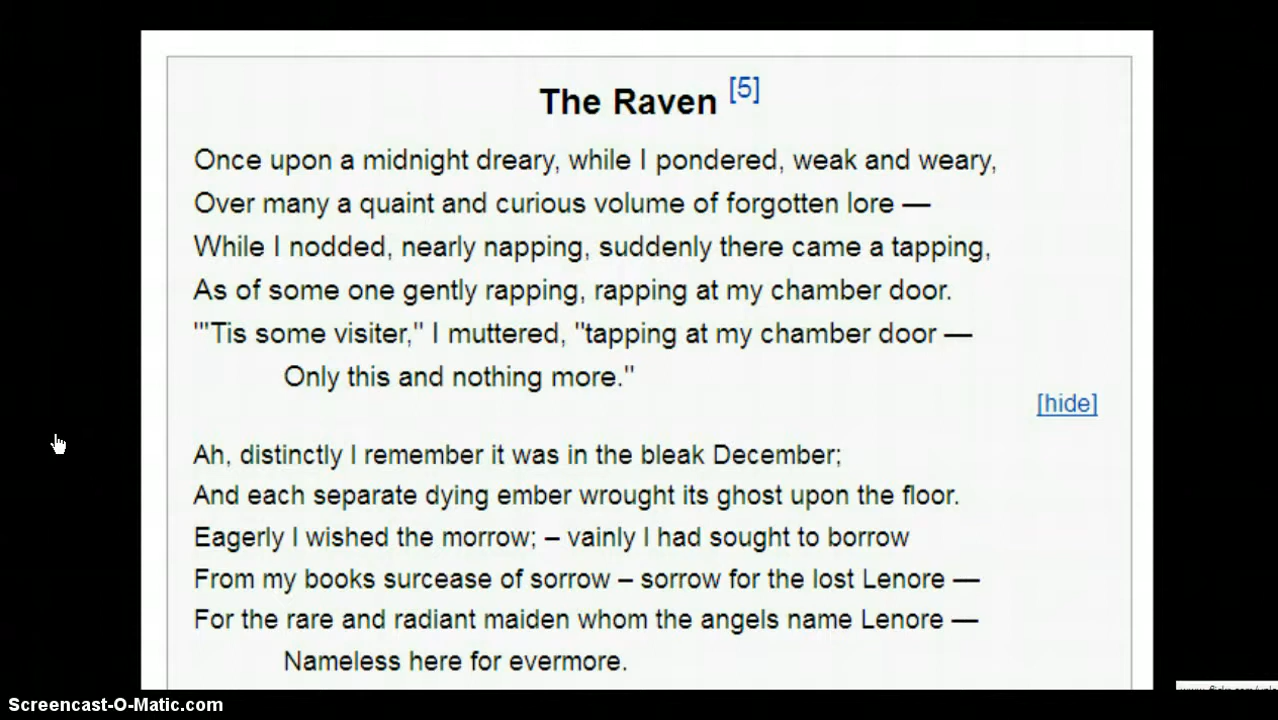 The Raven [5]
Once upon a midnight dreary, while I pondered, weak and weary,
Over many a quaint and curious volume of forgotten lore —
While I nodded, nearly napping, suddenly there came a tapping,
As of some one gently rapping, rapping at my chamber door.
"'Tis some visiter," I muttered, "tapping at my chamber door —
Only this and nothing more."
[hide]
Ah, distinctly I remember it was in the bleak December;
And each separate dying ember wrought its ghost upon the floor.
Eagerly I wished the morrow; – vainly I had sought to borrow
From my books surcease of sorrow – sorrow for the lost Lenore —
For the rare and radiant maiden whom the angels name Lenore —
Nameless here for evermore.
Screencast-O-Matic.com